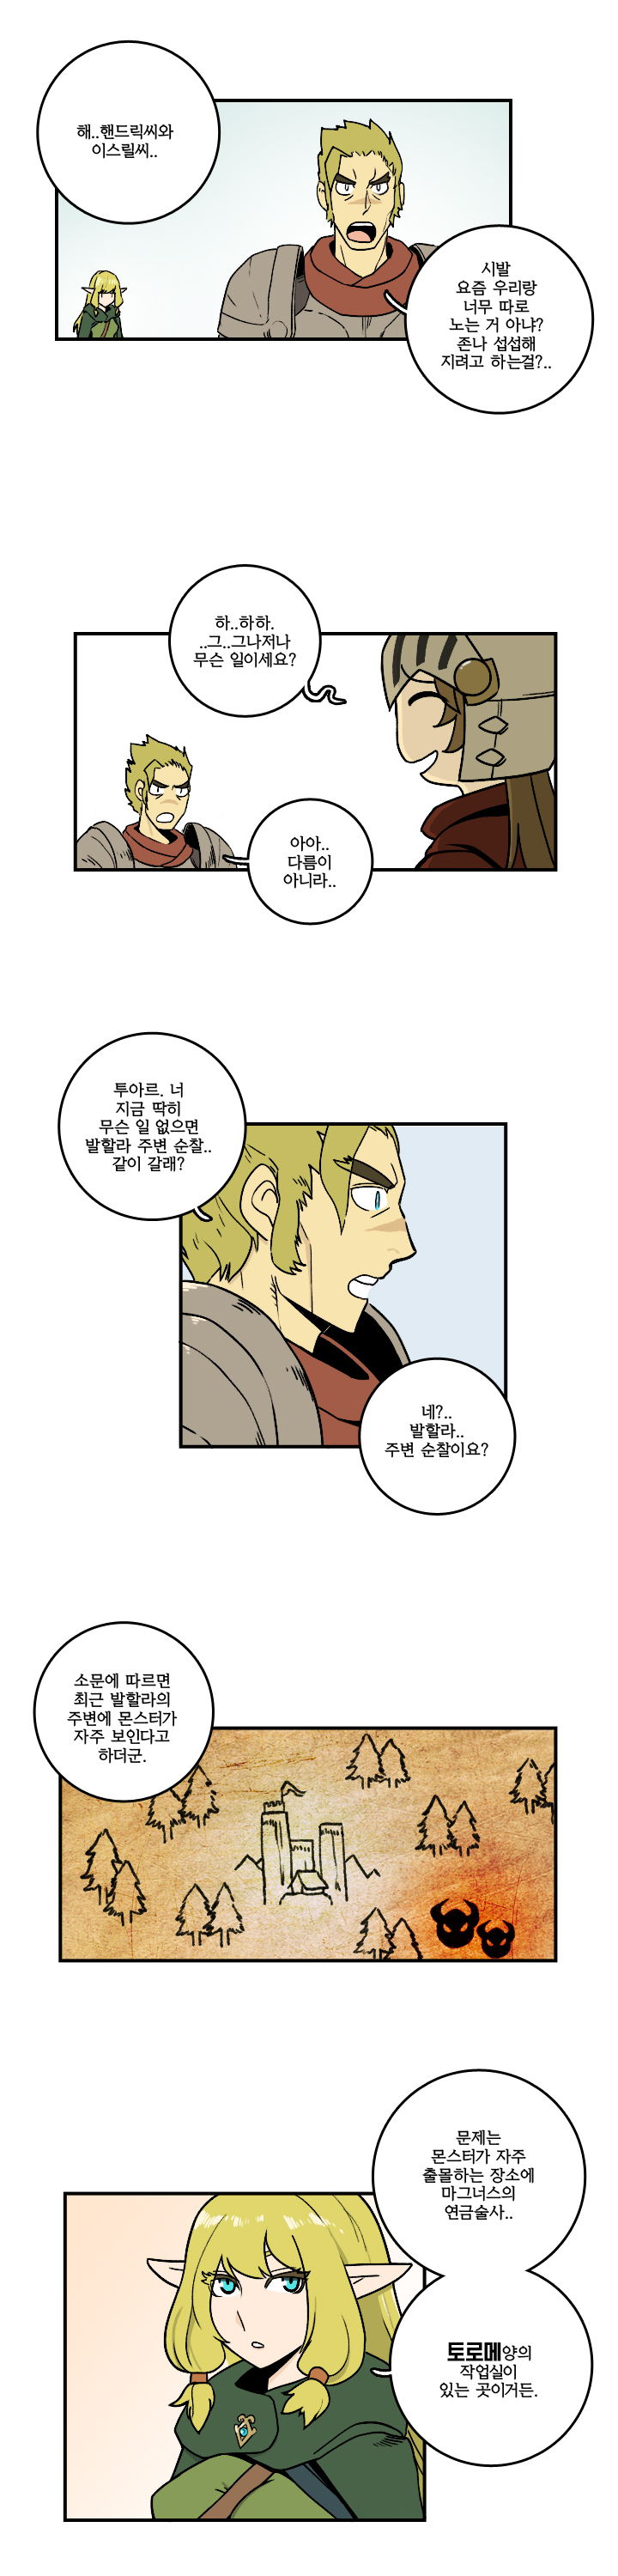 해..핸드릭씨와
이스릴씨..
시발
요즘 우리랑
너무 따로
노는 거 아냐?
존나 섭섭해
지려고 하는걸?..
하..하하.
..그..그나저나
무슨 일이세요?
아아..
다름이
아니라..
투아르. 너
지금 딱히
무슨 일 없으면
발할라 주변 순찰..
같이 갈래?
네?..
발할라..
주변 순찰이요?
소문에 따르면
최근 발할라의
주변에 몬스터가
자주 보인다고
하더군.
문제는
몬스터가 자주
출몰하는 장소에
마그너스의
연금술사..
토로메양의
작업실이
있는 곳이거든.